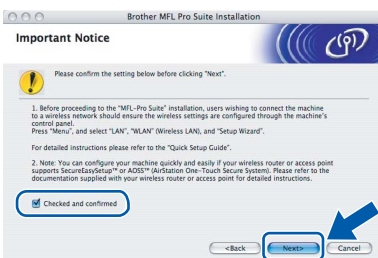 Brother MFL Pro Suite Installation
Important Notice
Please confirm the setting below before clicking "Next".
1. Before proceeding to the "MFL-Pro Suite" installation, users wishing to connect the machine
to a wireless network should ensure the wireless settings are configured through the machine's
control panel.
Press "Menu", and select "LAN", "WLAN" (Wireless LAN), and "Setup Wizard".
For detailed instructions please refer to the "Quick Setup Guide".
2. Note: You can configure your machine quickly and easily if your wireless router or access point
supports SecureEasySetup™ or AOSS™ (AirStation One-Touch Secure System). Please refer to the
documentation supplied with your wireless router or access point for detailed instructions.
Checked and confirmed
<Back Next> Cancel